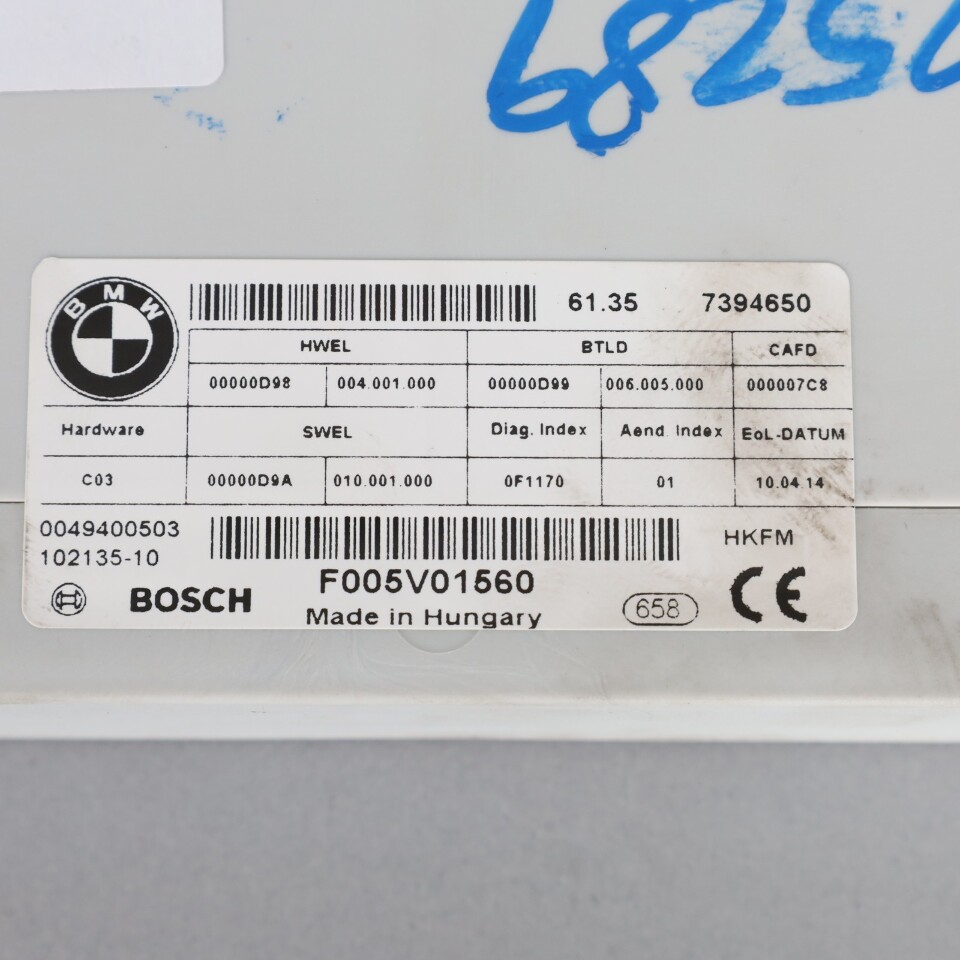 68256
BMW
61.35 7394650
HWEL BTLD CAFD
00000D98 004.001.000 00000D99 006.005.000 000007C8
Hardware SWEL Diag. Index Aend. Index EoL-DATUM
C03 00000D9A 010.001.000 0F1170 01 10.04.14
0049400503 HKFM
102135-10
BOSCH F005V01560 658 CE
Made in Hungary